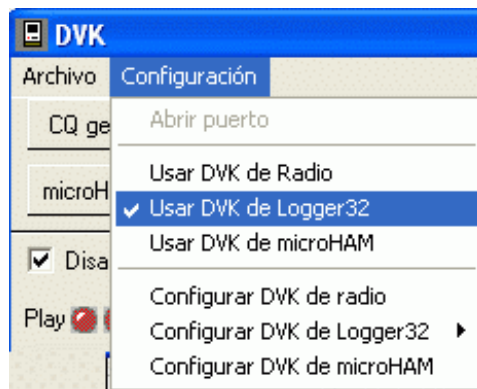 DVK
Archivo Configuración
CQ ge
Abrir puerto
microH
Usar DVK de Radio
Usar DVK de Logger32
Usar DVK de microHAM
Disa
Configurar DVK de radio
Play
Configurar DVK de Logger32
Configurar DVK de microHAM